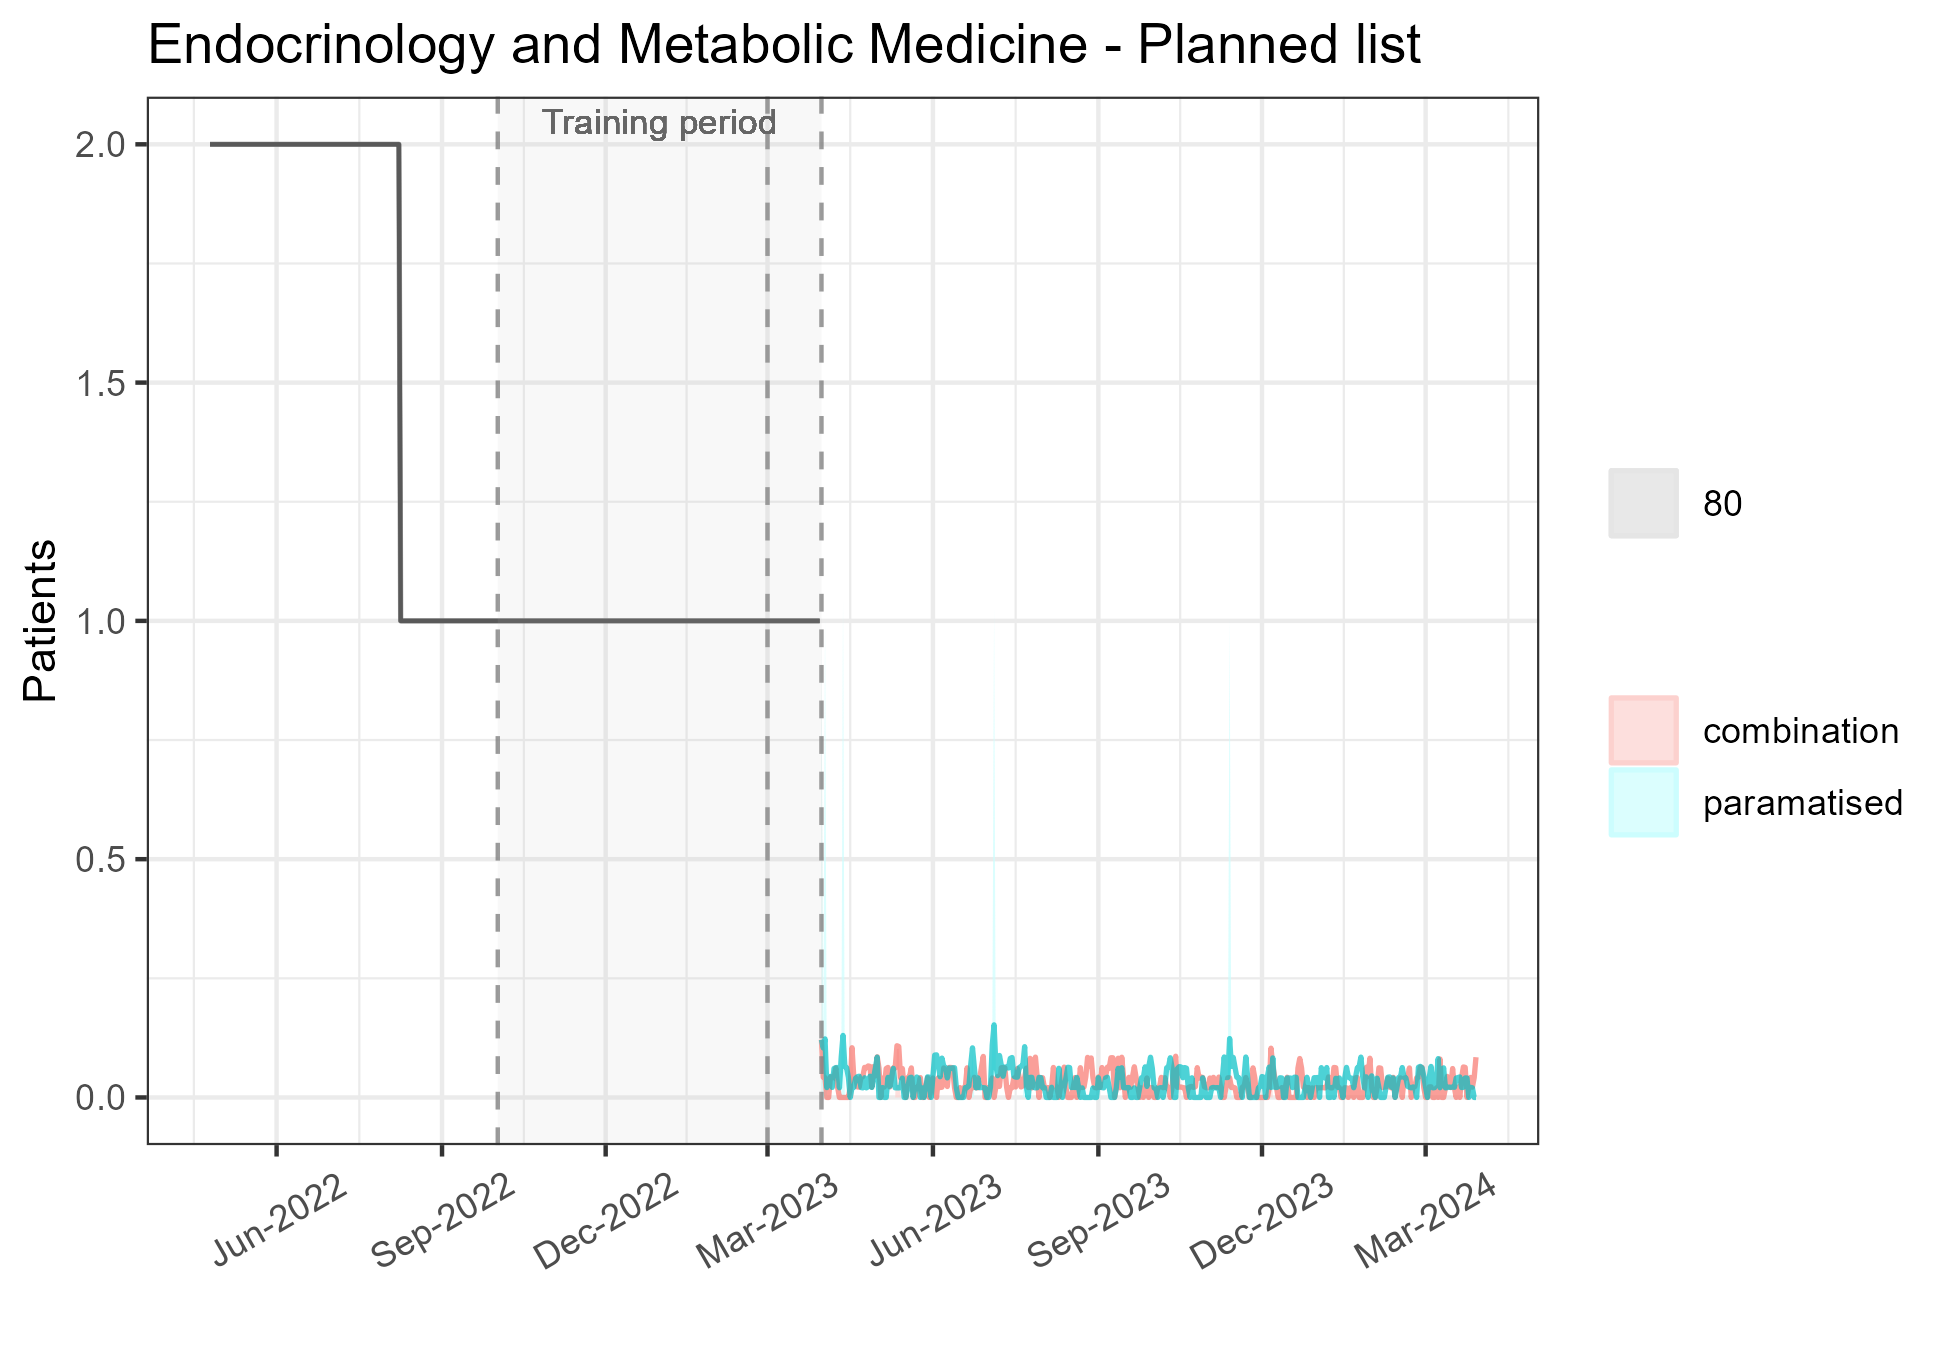 Endocrinology and Metabolic Medicine - Planned list
Training period
2.0
1.5
1.0
0.5
0.0
Patients
Jun-2022
Sep-2022
Dec-2022
Mar-2023
Jun-2023
Sep-2023
Dec-2023
Mar-2024
80
combination
paramatised